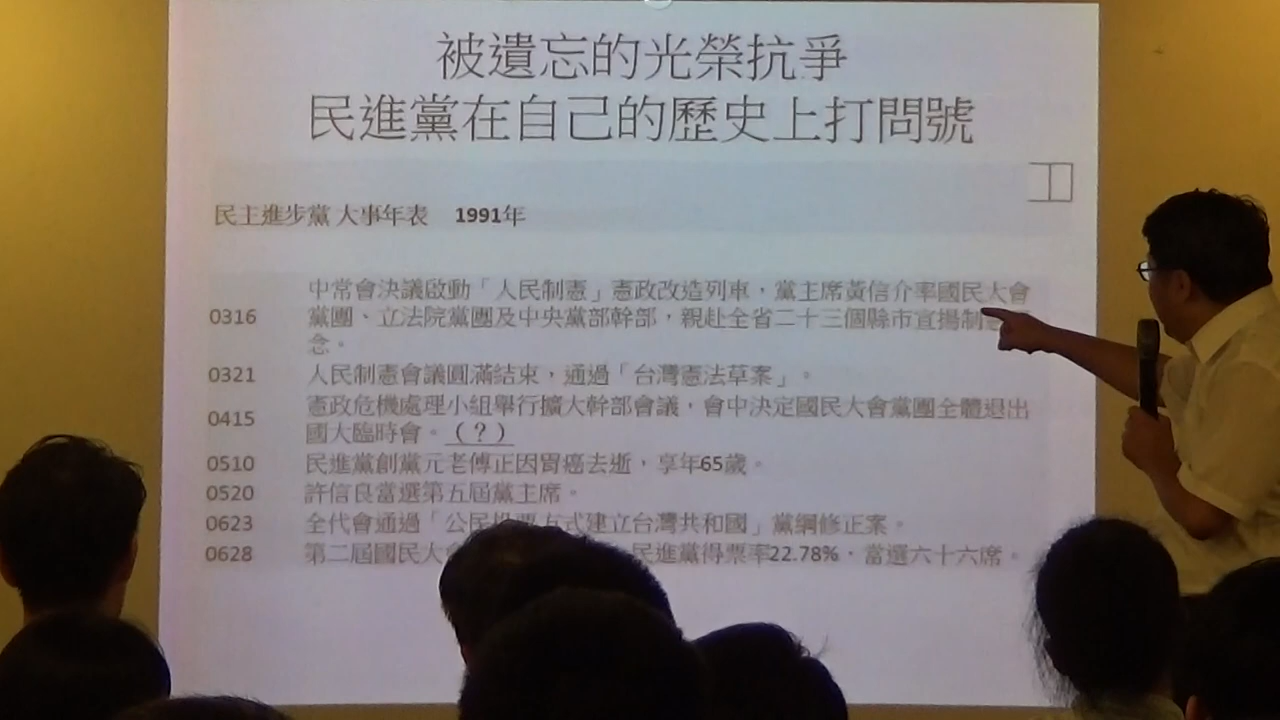 被遺忘的光榮抗爭
民進黨在自己的歷史上打問號
民主進步黨 大事年表 1991年
0316 中常會決議啟動「人民制憲」憲政改造列車,黨主席黃信介率國民大會
黨團、立法院黨團及中央黨部幹部,親赴全省二十三個縣市宣揚制憲
念。
0321 人民制憲會議圓滿結束,通過「台灣憲法草案」。
0415 憲政危機處理小組舉行擴大幹部會議,會中決定國民大會黨團全體退出
國大臨時會。(?)
0510 民進黨創黨元老傅正因胃癌去逝,享年65歲。
0520 許信良當選第五屆黨主席。
0623 全代會通過「公民投票方式建立台灣共和國」黨綱修正案。
0628 第二屆國民大 民進黨得票率22.78%,當選六十六席。